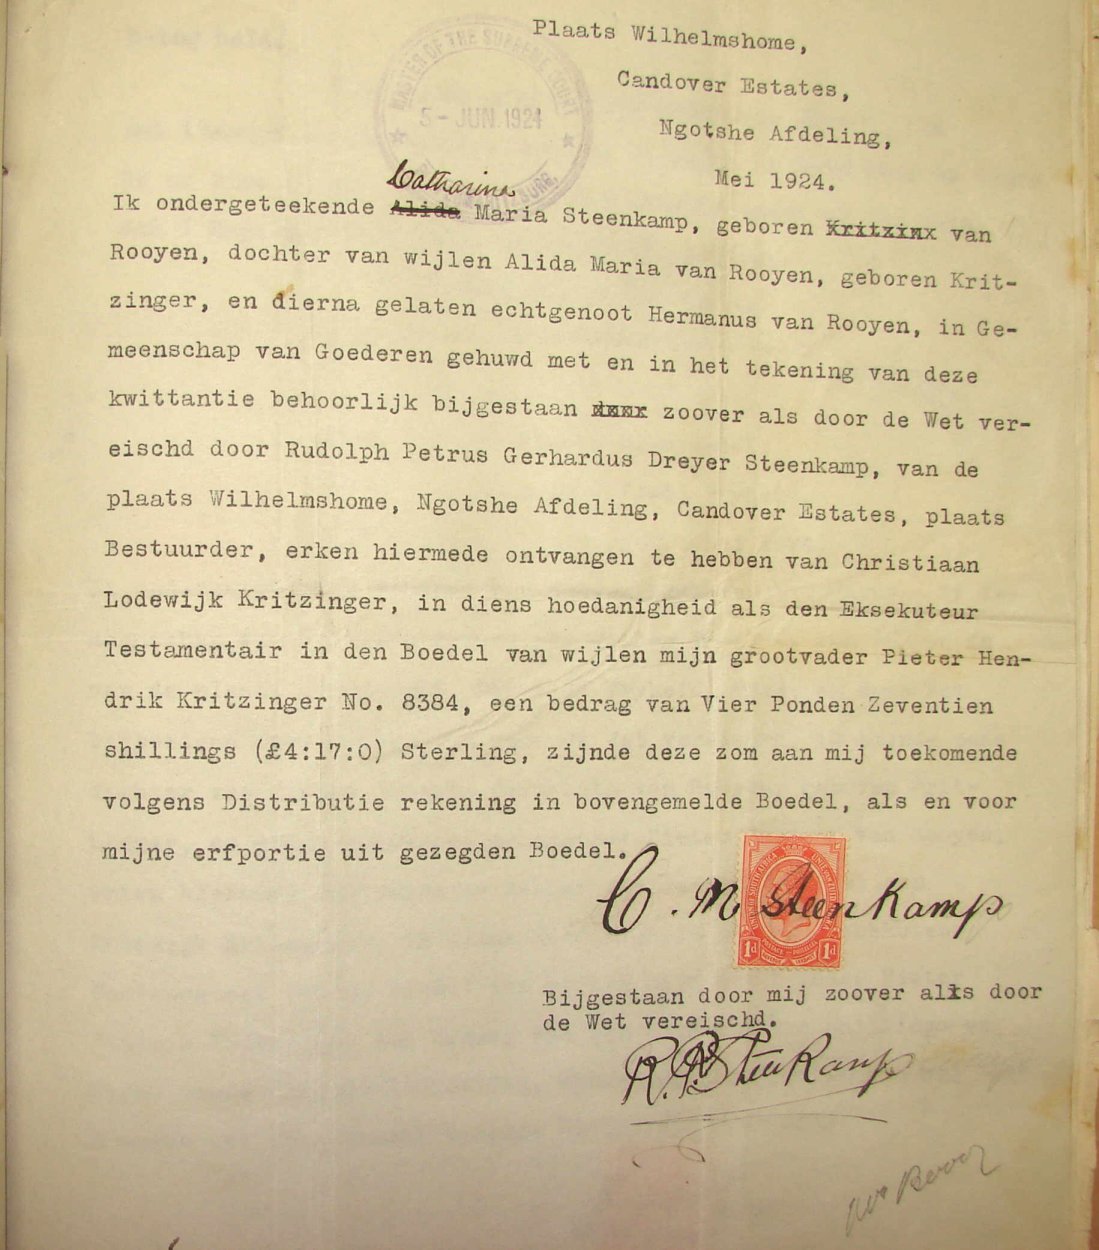 Plaats Wilhelmshome,
Candover Estates,
Ngotshe Afdeling,
Mei 1924.
MASTER OF THE SUPREME COURT
5 - JUN. 1924
Catharina
Ik ondergeteekende Alida Maria Steenkamp, geboren Kritzinx van
Rooyen, dochter van wijlen Alida Maria van Rooyen, geboren Krit-
zinger, en dierna gelaten echtgenoot Hermanus van Rooyen, in Ge-
meenschap van Goederen gehuwd met en in het tekening van deze
kwittantie behoorlijk bijgestaan zoover als door de Wet ver-
eischd door Rudolph Petrus Gerhardus Dreyer Steenkamp, van de
plaats Wilhelmshome, Ngotshe Afdeling, Candover Estates, plaats
Bestuurder, erken hiermede ontvangen te hebben van Christiaan
Lodewijk Kritzinger, in diens hoedanigheid als den Eksekuteur
Testamentair in den Boedel van wijlen mijn grootvader Pieter Hen-
drik Kritzinger No. 8384, een bedrag van Vier Ponden Zeventien
shillings (£4:17:0) Sterling, zijnde deze zom aan mij toekomende
volgens Distributie rekening in bovengemelde Boedel, als en voor
mijne erfportie uit gezegden Boedel.
C. M Steenkamp
1d 1d
Bijgestaan door mij zoover als door
de Wet vereischd.
R.P. Steenkamp